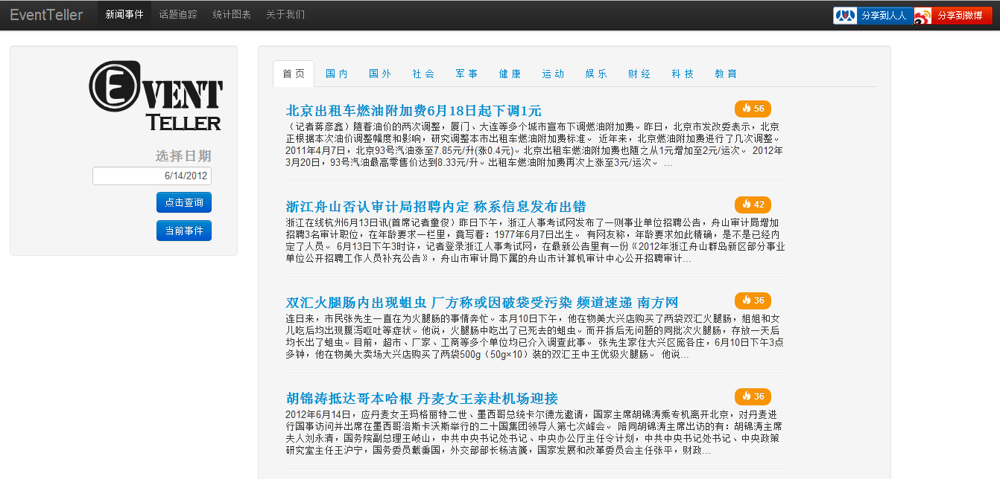 EventTeller 新闻事件 话题追踪 统计图表 关于我们 分享到人人 分享到微博
EVENT
TELLER
选择日期
6/14/2012
点击查询
当前事件
首页 国内 国外 社会 军事 健康 运动 娱乐 财经 科技 教育
北京出租车燃油附加费6月18日起下调1元 56
（记者蒋彦鑫）随着油价的两次调整，厦门、大连等多个城市宣布下调燃油附加费。昨日，北京市发改委表示，北京
正根据本次油价调整幅度和影响，研究调整本市出租车燃油附加费标准。 近年来，北京燃油附加费进行了几次调整。
2011年4月7日，北京93号汽油涨至7.85元/升(涨0.4元)。北京出租车燃油附加费也随之从1元增加至2元/运次。 2012年
3月20日，93号汽油最高零售价达到8.33元/升。出租车燃油附加费再次上涨至3元/运次。 ...
浙江舟山否认审计局招聘内定 称系信息发布出错 42
浙江在线杭州6月13日讯(首席记者童俊）昨日下午，浙江人事考试网发布了一则事业单位招聘公告，舟山审计局增加
招聘3名审计职位，在年龄要求一栏里，竟写着：1977年6月7日出生。 有网友称，年龄要求如此精确，是不是已经内
定了人员。 6月13日下午3时许，记者登录浙江人事考试网，在最新公告里有一份《2012年浙江舟山群岛新区部分事业
单位公开招聘工作人员补充公告》，舟山市审计局下属的舟山市计算机审计中心公开招聘审计...
双汇火腿肠内出现蛆虫 厂方称或因破袋受污染 频道速递 南方网 36
连日来，市民张先生一直在为火腿肠的事情奔忙。本月10日下午，他在物美大兴店购买了两袋双汇火腿肠，姐姐和女
儿吃后均出现腹泻呕吐等症状。他说，火腿肠中吃出了已死去的蛆虫。而开拆后无问题的同批次火腿肠，存放一天后
均长出了蛆虫。目前，超市、厂家、工商等多个单位均已介入调查此事。 张先生家住大兴区庞各庄，6月10日下午3点
多钟，他在物美大卖场大兴店购买了两袋500g（50g×10）装的双汇王中王优级火腿肠。 他说...
胡锦涛抵达哥本哈根 丹麦女王亲赴机场迎接 36
2012年6月14日，应丹麦女王玛格丽特二世、墨西哥总统卡尔德龙邀请，国家主席胡锦涛乘专机离开北京，对丹麦进
行国事访问并出席在墨西哥洛斯卡沃斯举行的二十国集团领导人第七次峰会。 陪同胡锦涛主席出访的有：胡锦涛主席
夫人刘永清，国务院副总理王岐山，中共中央书记处书记、中央办公厅主任令计划，中共中央书记处书记、中央政策
研究室主任王沪宁，国务委员戴秉国，外交部部长杨洁篪，国家发展和改革委员会主任张平，财政...